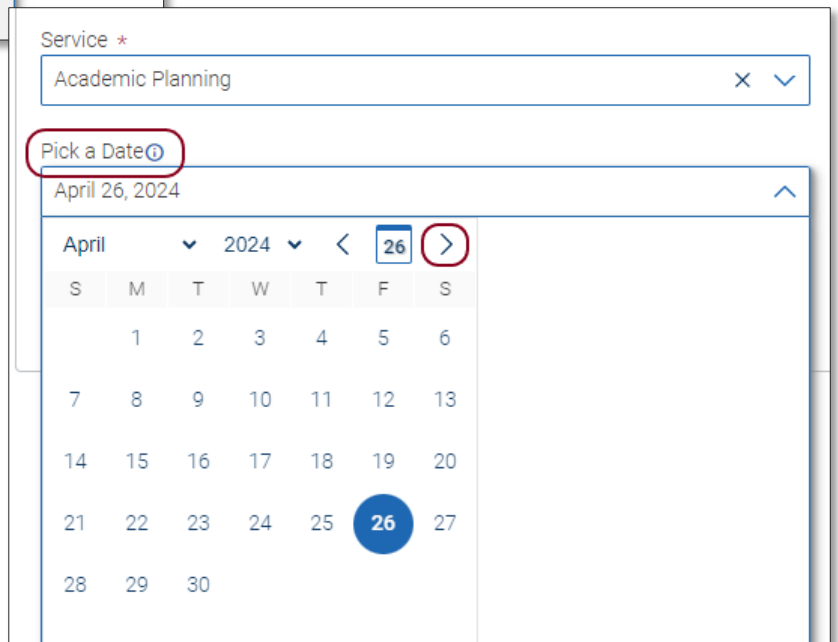 Service *
Academic Planning
Pick a Date
April 26, 2024
April 2024 26
S M T W T F S
1 2 3 4 5 6
7 8 9 10 11 12 13
14 15 16 17 18 19 20
21 22 23 24 25 26 27
28 29 30